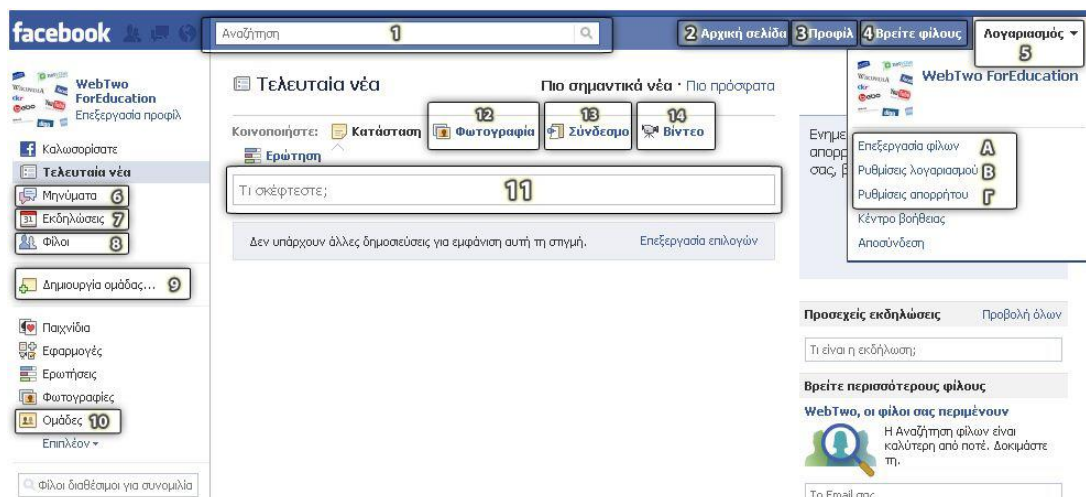 facebook
Αναζήτηση 1
2 Αρχική σελίδα 3 Προφίλ 4 Βρείτε φίλους Λογαριασμός
5
WebTwo
ForEducation
Επεξεργασία προφίλ
Καλωσορίσατε
Τελευταία νέα
Μηνύματα 6
31 Εκδηλώσεις 7
Φίλοι 8
Δημιουργία ομάδας... 9
Παιχνίδια
Εφαρμογές
Ερωτήσεις
Φωτογραφίες
Ομάδες 10
Επιπλέον
Φίλοι διαθέσιμοι για συνομιλία
Τελευταία νέα
Πιο σημαντικά νέα · Πιο πρόσφατα
12 13 14
Κοινοποιήστε: Κατάσταση Φωτογραφία Σύνδεσμο Βίντεο
Ερώτηση
Τι σκέφτεστε; 11
Δεν υπάρχουν άλλες δημοσιεύσεις για εμφάνιση αυτή τη στιγμή. Επεξεργασία επιλογών
WebTwo ForEducation
Επεξεργασία φίλων Α
Ρυθμίσεις λογαριασμού Β
Ρυθμίσεις απορρήτου Γ
Κέντρο βοήθειας
Αποσύνδεση
Προσεχείς εκδηλώσεις Προβολή όλων
Τι είναι η εκδήλωση;
Βρείτε περισσότερους φίλους
WebTwo, οι φίλοι σας περιμένουν
Η Αναζήτηση φίλων είναι
καλύτερη από ποτέ. Δοκιμάστε
τη.
Το Email σας